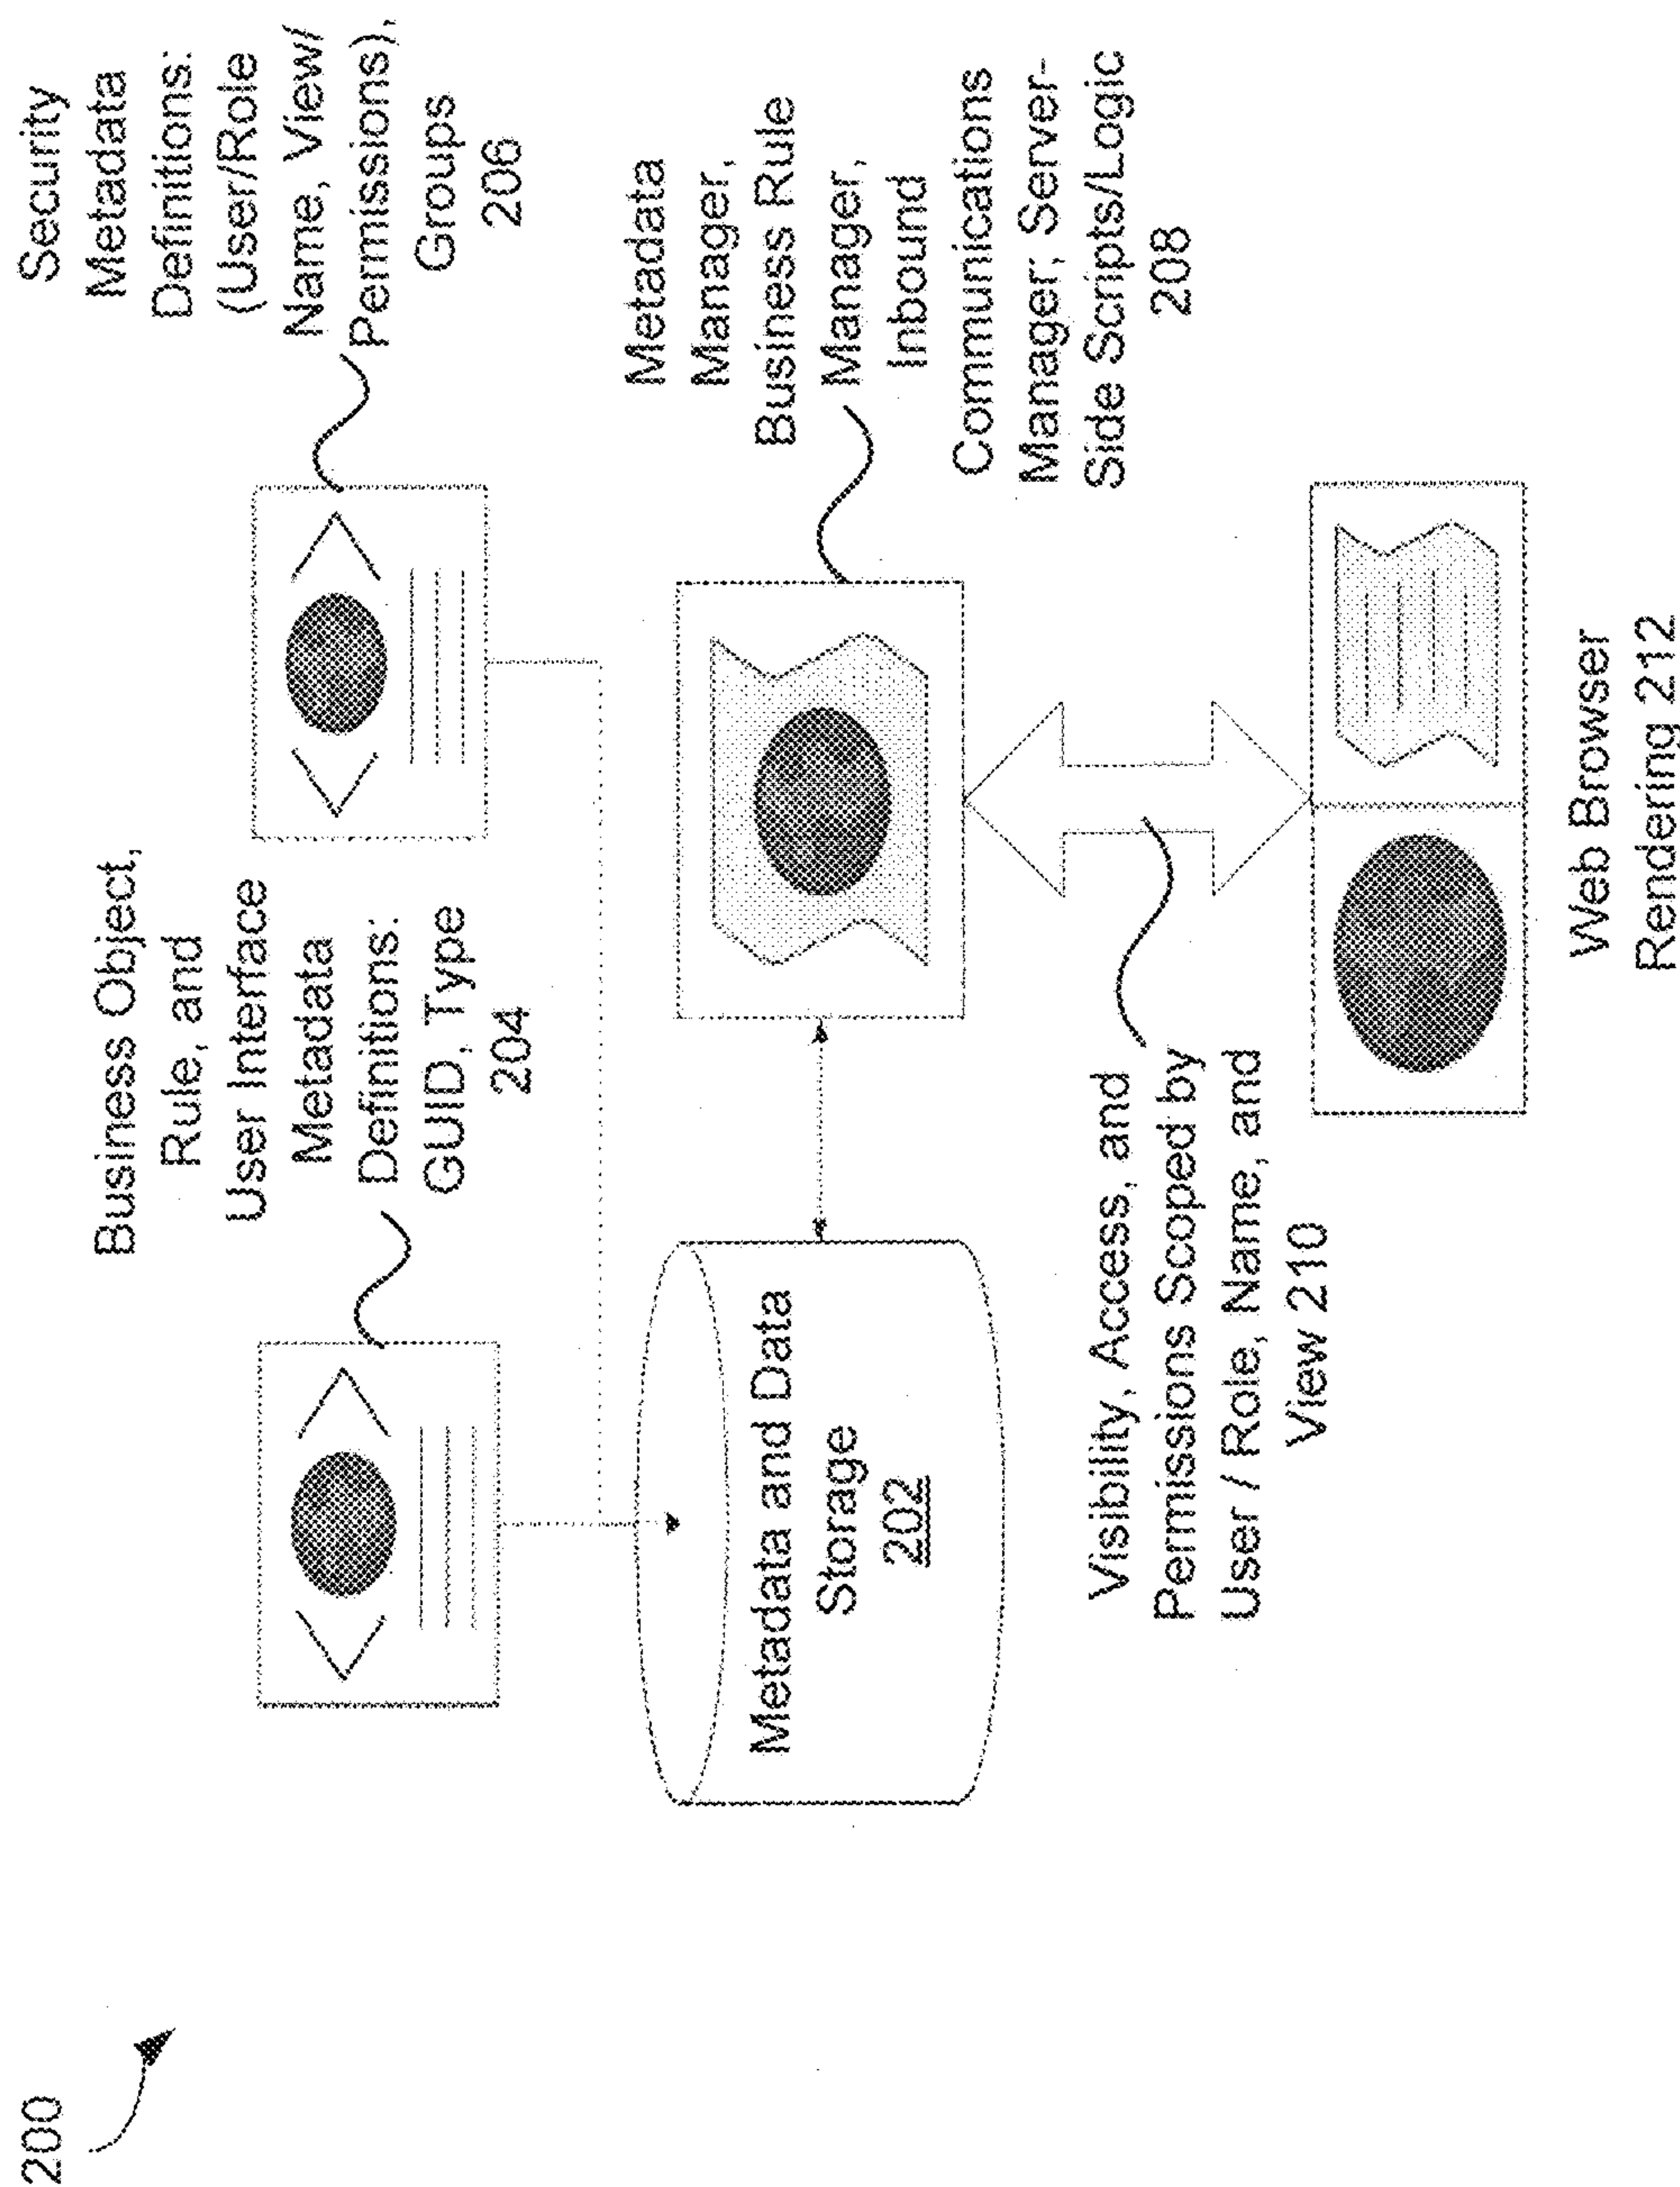 200
Business Object,
Rule, and
User Interface
Metadata
Definitions:
GUID, Type
204
Security
Metadata
Definitions:
(User/Role
Name, View/
Permissions),
Groups
206
Metadata and Data
Storage
202
Metadata
Manager,
Business Rule
Manager,
Inbound
Communications
Manager; Server-
Side Scripts/Logic
208
Visibility, Access, and
Permissions Scoped by
User / Role, Name, and
View 210
Web Browser
Rendering 212